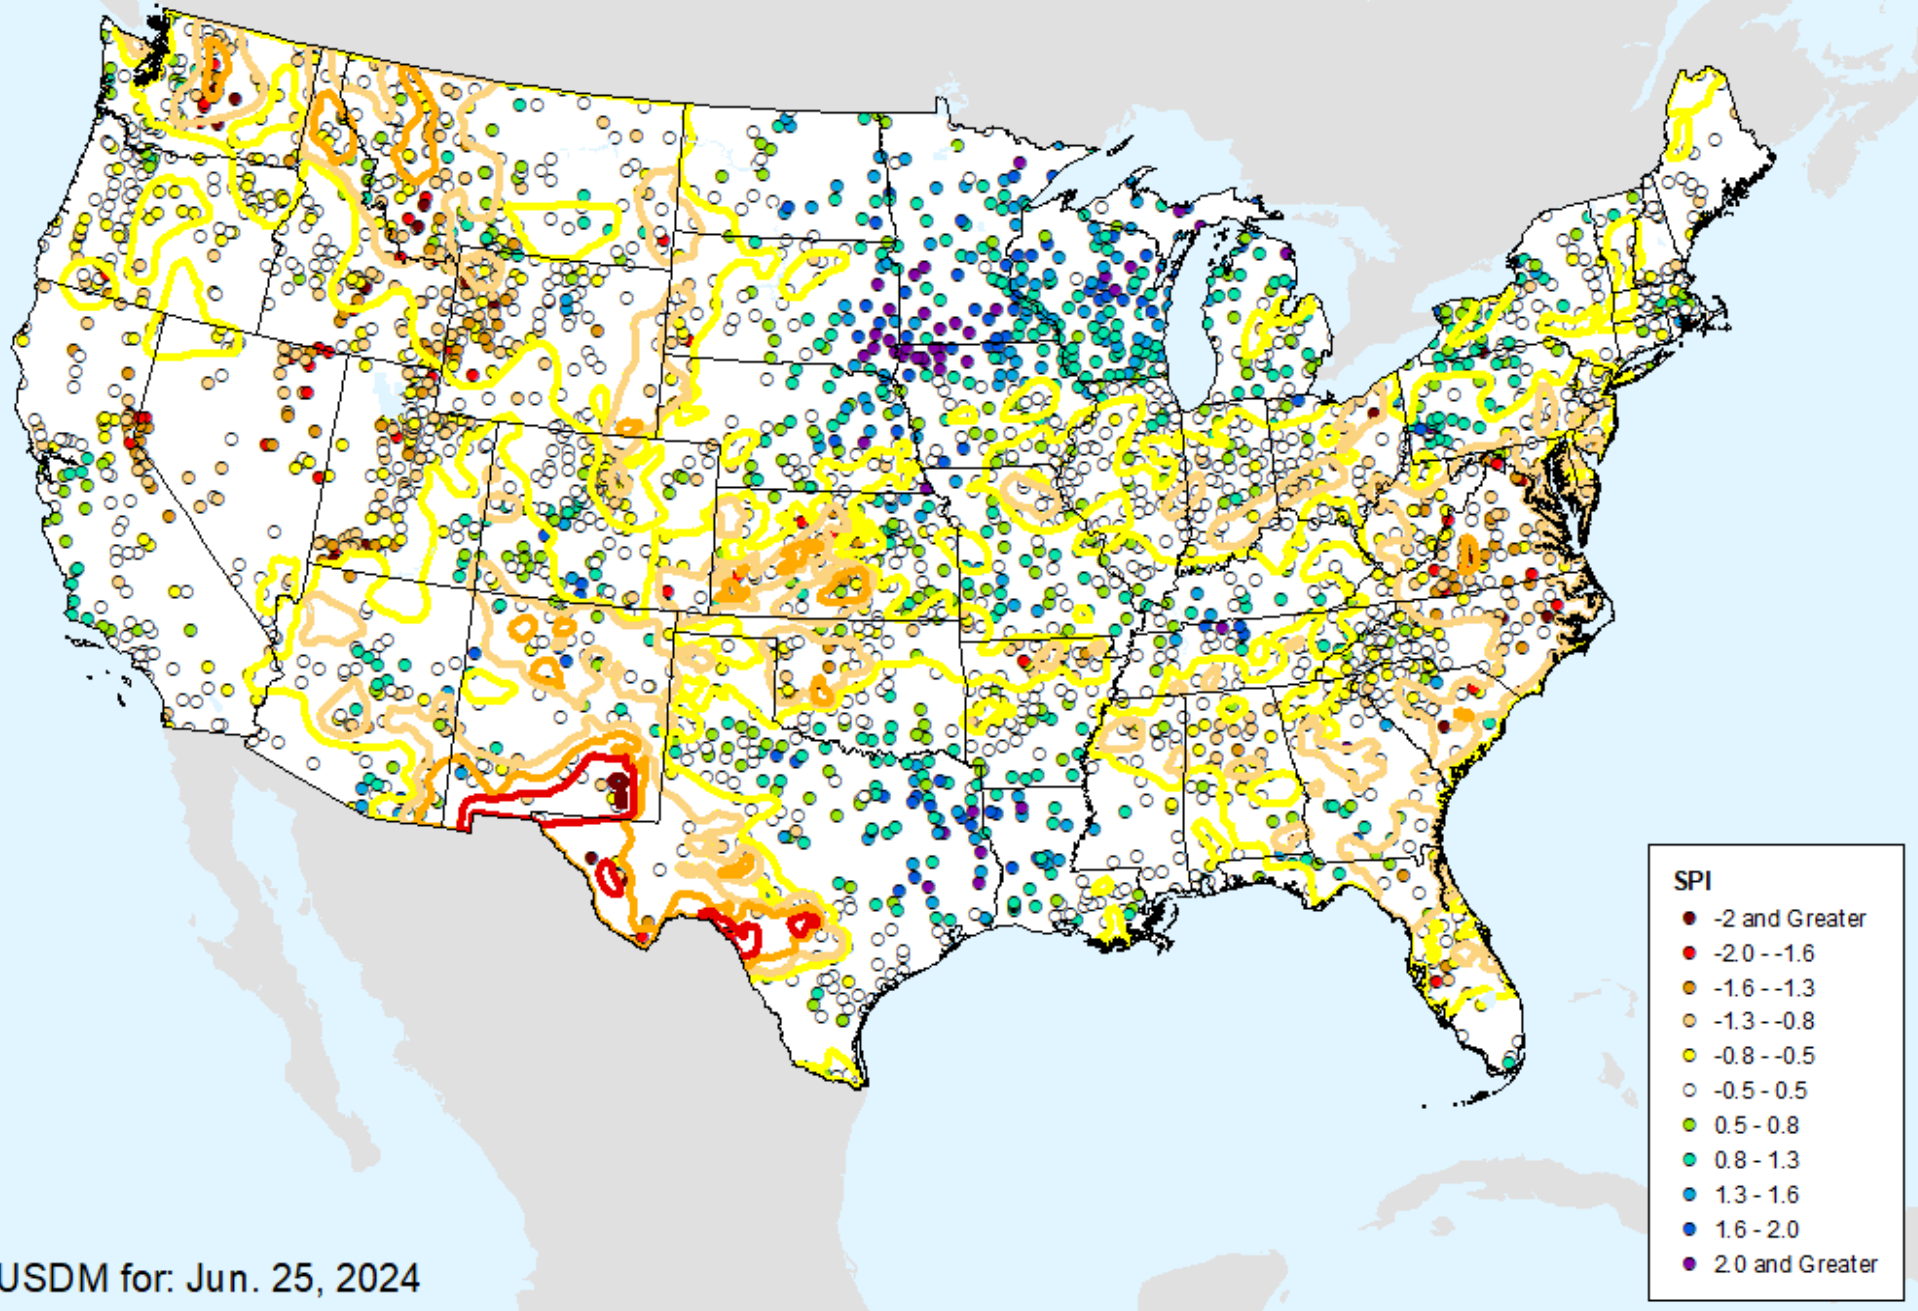 SPI
-2 and Greater
-2.0 - -1.6
-1.6 - -1.3
-1.3 - -0.8
-0.8 - -0.5
-0.5 - 0.5
0.5 - 0.8
0.8 - 1.3
1.3 - 1.6
1.6 - 2.0
2.0 and Greater
USDM for: Jun. 25, 2024